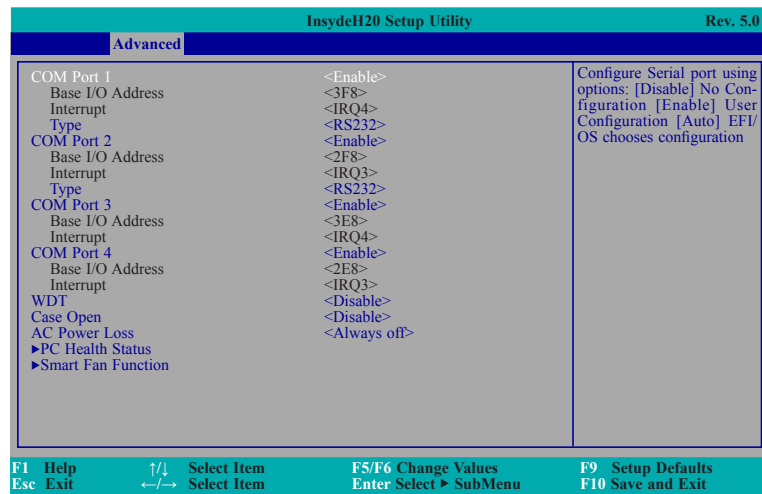 InsydeH20 Setup Utility Rev. 5.0
Advanced
COM Port 1 <Enable>
Base I/O Address <3F8>
Interrupt <IRQ4>
Type <RS232>
COM Port 2 <Enable>
Base I/O Address <2F8>
Interrupt <IRQ3>
Type <RS232>
COM Port 3 <Enable>
Base I/O Address <3E8>
Interrupt <IRQ4>
COM Port 4 <Enable>
Base I/O Address <2E8>
Interrupt <IRQ3>
WDT <Disable>
Case Open <Disable>
AC Power Loss <Always off>
►PC Health Status
►Smart Fan Function
Configure Serial port using
options: [Disable] No Con-
figuration [Enable] User
Configuration [Auto] EFI/
OS chooses configuration
F1 Help ↑/↓ Select Item F5/F6 Change Values F9 Setup Defaults
Esc Exit ←/→ Select Item Enter Select ► SubMenu F10 Save and Exit